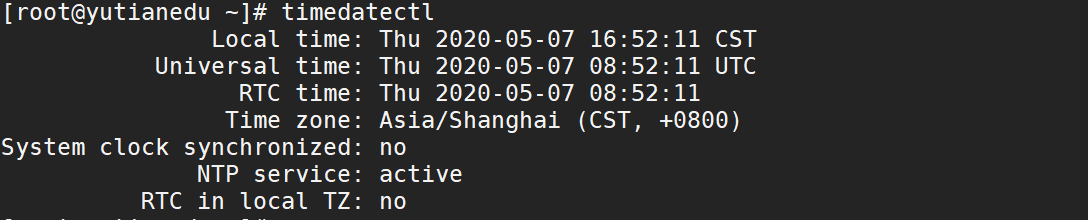 [root@yutianedu ~]# timedatectl
Local time: Thu 2020-05-07 16:52:11 CST
Universal time: Thu 2020-05-07 08:52:11 UTC
RTC time: Thu 2020-05-07 08:52:11
Time zone: Asia/Shanghai (CST, +0800)
System clock synchronized: no
NTP service: active
RTC in local TZ: no